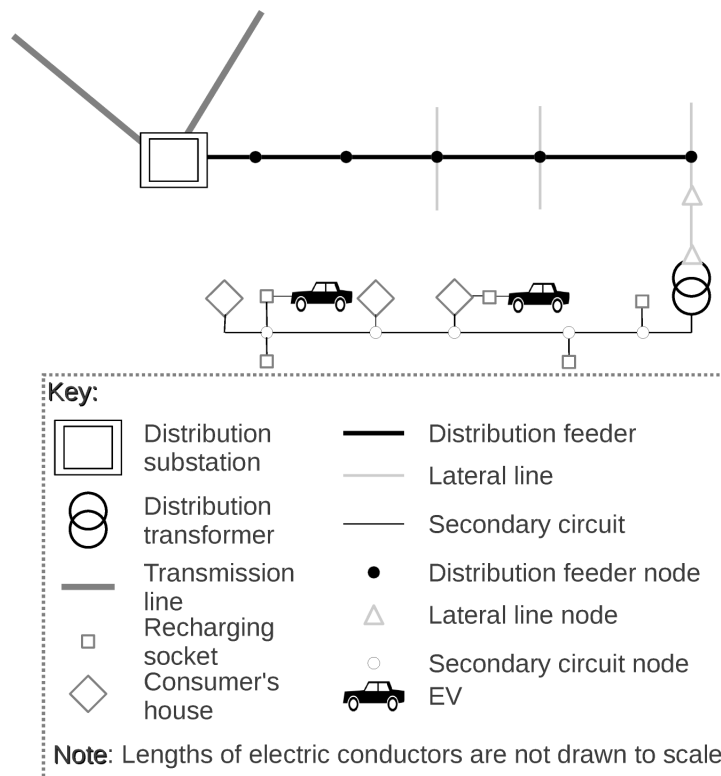 Key:
Distribution
substation
Distribution
transformer
Transmission
line
Recharging
socket
Consumer's
house
Distribution feeder
Lateral line
Secondary circuit
Distribution feeder node
Lateral line node
Secondary circuit node
EV
Note: Lengths of electric conductors are not drawn to scale